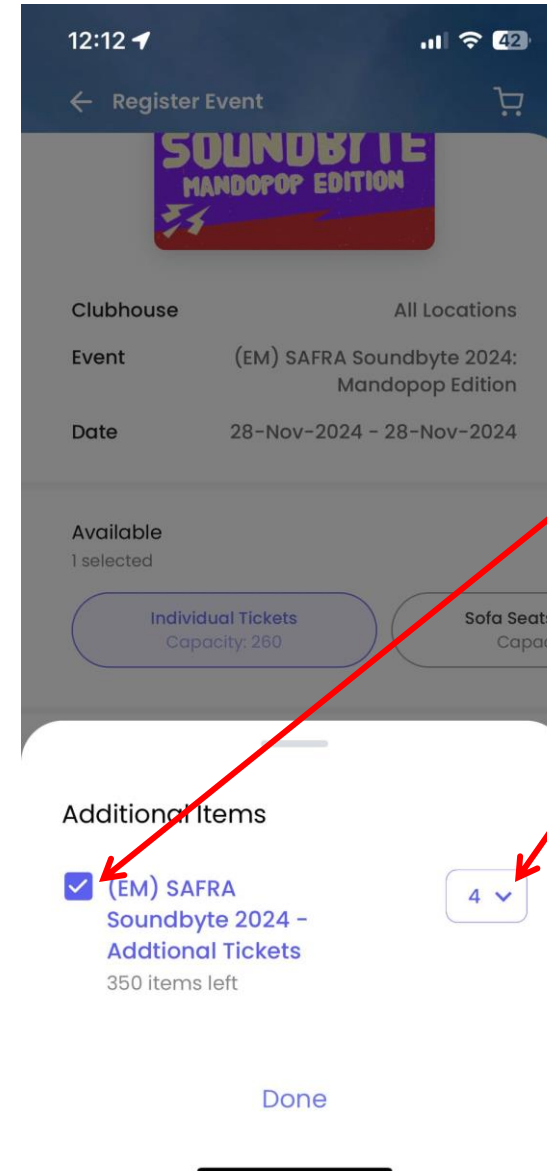 12:12
42
Register Event
SOUNDBYTE
MANDOPOP EDITION
Clubhouse All Locations
Event (EM) SAFRA Soundbyte 2024:
Mandopop Edition
Date 28-Nov-2024 - 28-Nov-2024
Available
1 selected
Individual Tickets Sofa Seats
Capacity: 260 Capac
Additional Items
(EM) SAFRA 4
Soundbyte 2024 -
Addtional Tickets
350 items left
Done